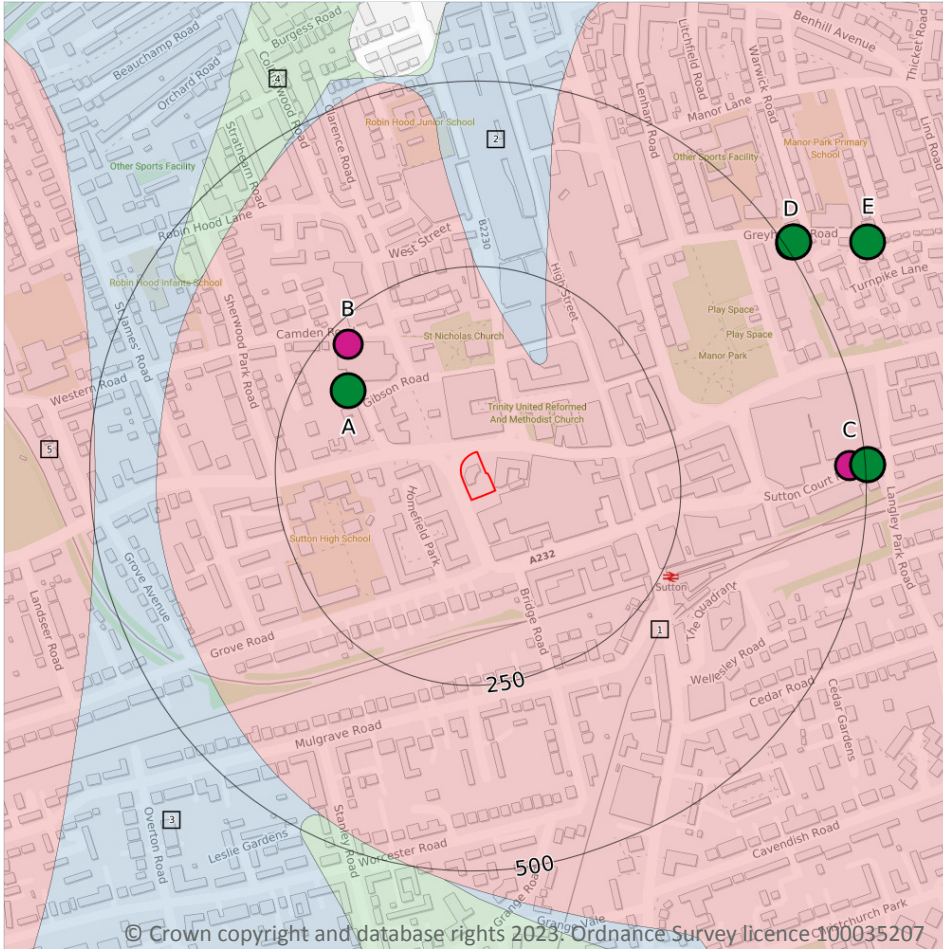 Burgess Road
Beauchamp Road
Benhill Avenue
Thicket Road
Litchfield Road
Warwick Road
Orchard Road
4
Manor Lane
Clarence Road
Robin Hood Junior School
Lenham Road
Lind Road
2
Manor Park Primary
School
Other Sports Facility
Other Sports Facility
Strathearn Road
D
E
Robin Hood Lane
West Street
B2230
Turnpike Lane
High Street
Robin Hood Infants School
B
St James' Road
Sherwood Park Road
Play Space
Play Space
St Nicholas Church
Manor Park
Western Road
Gibson Road
A
Trinity United Reformed
And Methodist Church
C
5
Homefield Park
Sutton Court
Langley Park Road
Sutton High School
A232
Grove Avenue
Landseer Road
Sutton
The Quadrant
Bridge Road
1
Grove Road
Wellesley Road
250
Cedar Road
Cedar Gardens
Mulgrave Road
3
Overton Road
Leslie Gardens
Stanley Road
Worcester Road
Cavendish Road
500
Grange Road
Grange Vale
© Crown copyright and database rights 2023. Ordnance Survey licence 100035207